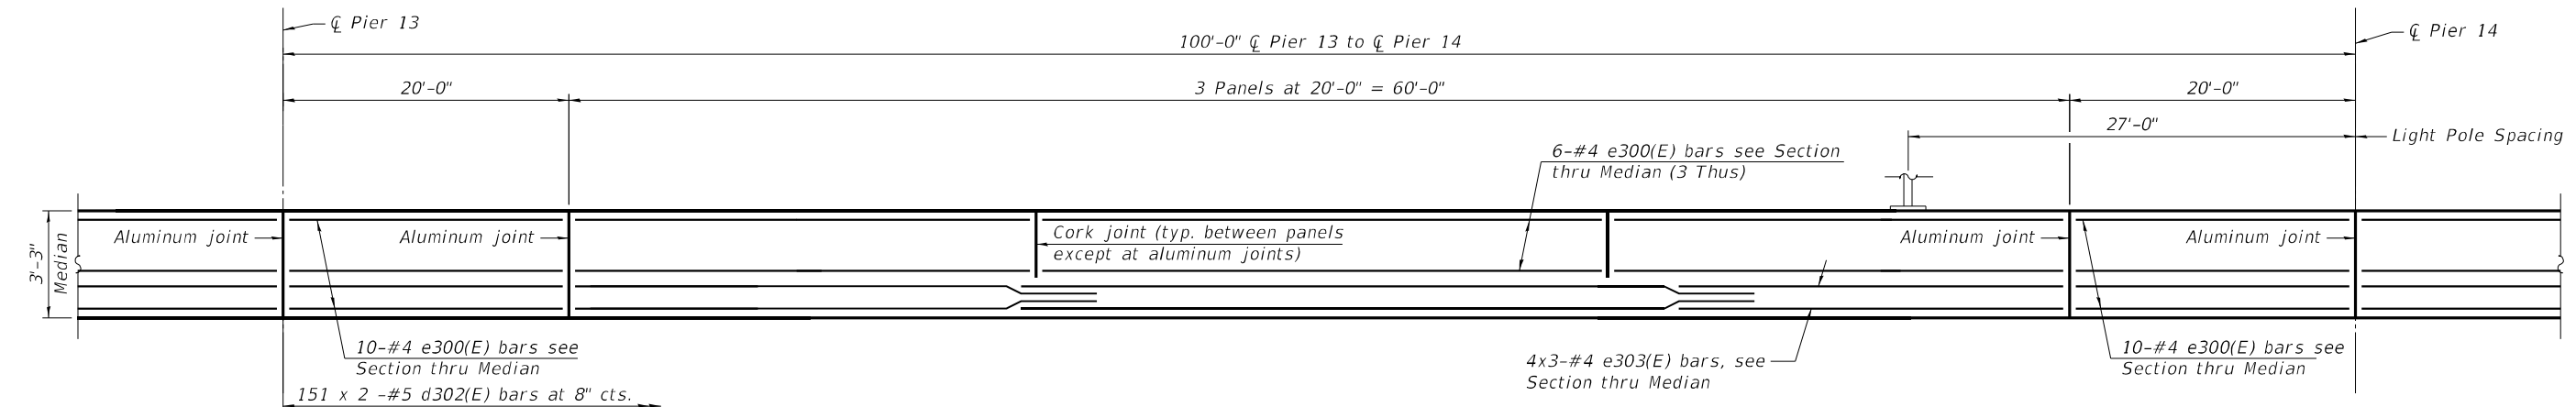 ℄ Pier 13
℄ Pier 14
100'-0" ℄ Pier 13 to ℄ Pier 14
20'-0"
3 Panels at 20'-0" = 60'-0"
20'-0"
27'-0"
Light Pole Spacing
6-#4 e300(E) bars see Section
thru Median (3 Thus)
3'-3"
Median
Aluminum joint
Aluminum joint
Cork joint (typ. between panels
except at aluminum joints)
Aluminum joint
Aluminum joint
10-#4 e300(E) bars see
Section thru Median
4x3-#4 e303(E) bars, see
Section thru Median
10-#4 e300(E) bars see
Section thru Median
151 x 2 -#5 d302(E) bars at 8" cts.